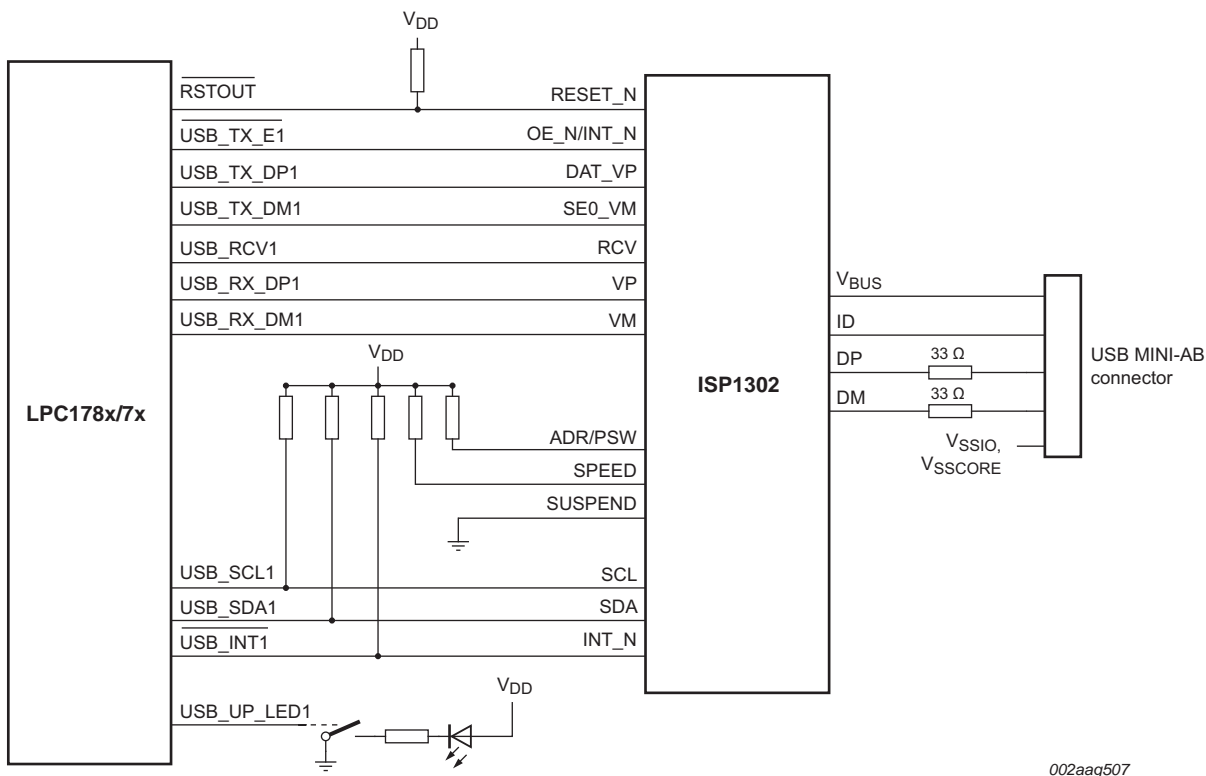 VDD
RSTOUT
RESET_N
USB_TX_E1
OE_N/INT_N
USB_TX_DP1
DAT_VP
USB_TX_DM1
SE0_VM
USB_RCV1
RCV
USB_RX_DP1
VP
USB_RX_DM1
VM
VBUS
ID
DP
33 Ω
DM
33 Ω
VSSIO,
VSSCORE
USB MINI-AB
connector
LPC178x/7x
ISP1302
VDD
ADR/PSW
SPEED
SUSPEND
USB_SCL1
SCL
USB_SDA1
SDA
USB_INT1
INT_N
USB_UP_LED1
VDD
002aag507